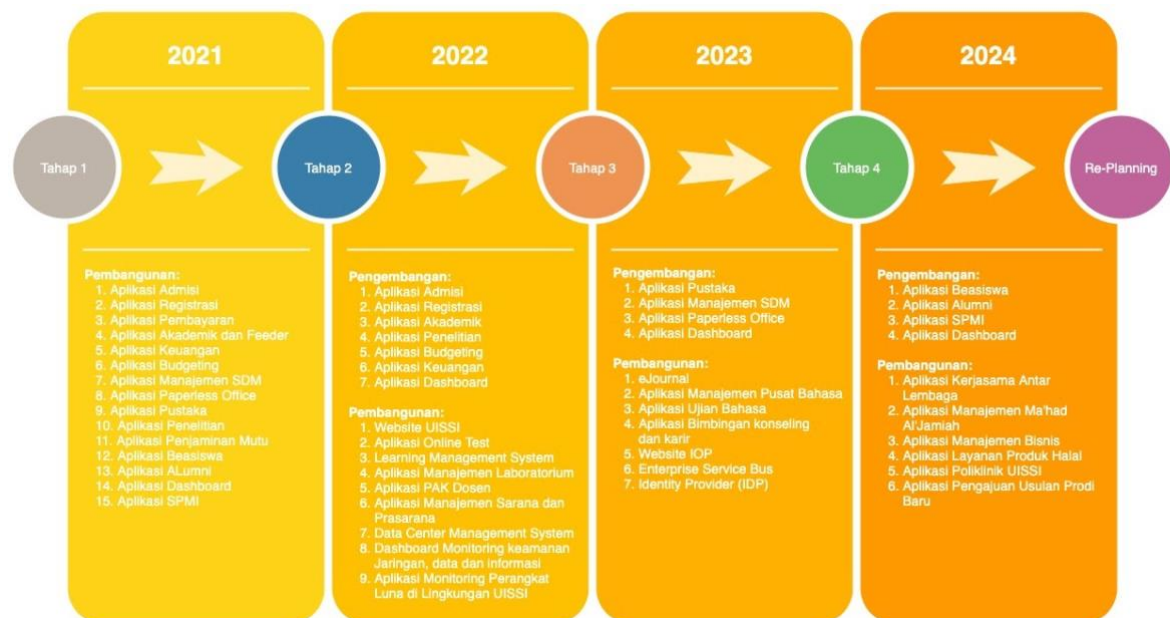 2021
2022
2023
2024
Tahap 1
Tahap 2
Tahap 3
Tahap 4
Re-Planning
Pembangunan:
1. Aplikasi Admisi
2. Aplikasi Registrasi
3. Aplikasi Pembayaran
4. Aplikasi Akademik dan Feeder
5. Aplikasi Keuangan
6. Aplikasi Budgeting
7. Aplikasi Manajemen SDM
8. Aplikasi Paperless Office
9. Aplikasi Pustaka
10. Aplikasi Penelitian
11. Aplikasi Penjaminan Mutu
12. Aplikasi Beasiswa
13. Aplikasi ALumni
14. Aplikasi Dashboard
15. Aplikasi SPMI
Pengembangan:
1. Aplikasi Admisi
2. Aplikasi Registrasi
3. Aplikasi Akademik
4. Aplikasi Penelitian
5. Aplikasi Budgeting
6. Aplikasi Keuangan
7. Aplikasi Dashboard
Pembangunan:
1. Website UISSI
2. Aplikasi Online Test
3. Learning Management System
4. Aplikasi Manajemen Laboratorium
5. Aplikasi PAK Dosen
6. Aplikasi Manajemen Sarana dan
Prasarana
7. Data Center Management System
8. Dashboard Monitoring keamanan
Jaringan, data dan informasi
9. Aplikasi Monitoring Perangkat
Luna di Lingkungan UISSI
Pengembangan:
1. Aplikasi Pustaka
2. Aplikasi Manajemen SDM
3. Aplikasi Paperless Office
4. Aplikasi Dashboard
Pembangunan:
1. eJournal
2. Aplikasi Manajemen Pusat Bahasa
3. Aplikasi Ujian Bahasa
4. Aplikasi Bimbingan konseling
dan karir
5. Website IOP
6. Enterprise Service Bus
7. Identity Provider (IDP)
Pengembangan:
1. Aplikasi Beasiswa
2. Aplikasi Alumni
3. Aplikasi SPMI
4. Aplikasi Dashboard
Pembangunan:
1. Aplikasi Kerjasama Antar
Lembaga
2. Aplikasi Manajemen Ma'had
Al'Jamiah
3. Aplikasi Manajemen Bisnis
4. Aplikasi Layanan Produk Halal
5. Aplikasi Poliklinik UISSI
6. Aplikasi Pengajuan Usulan Prodi
Baru